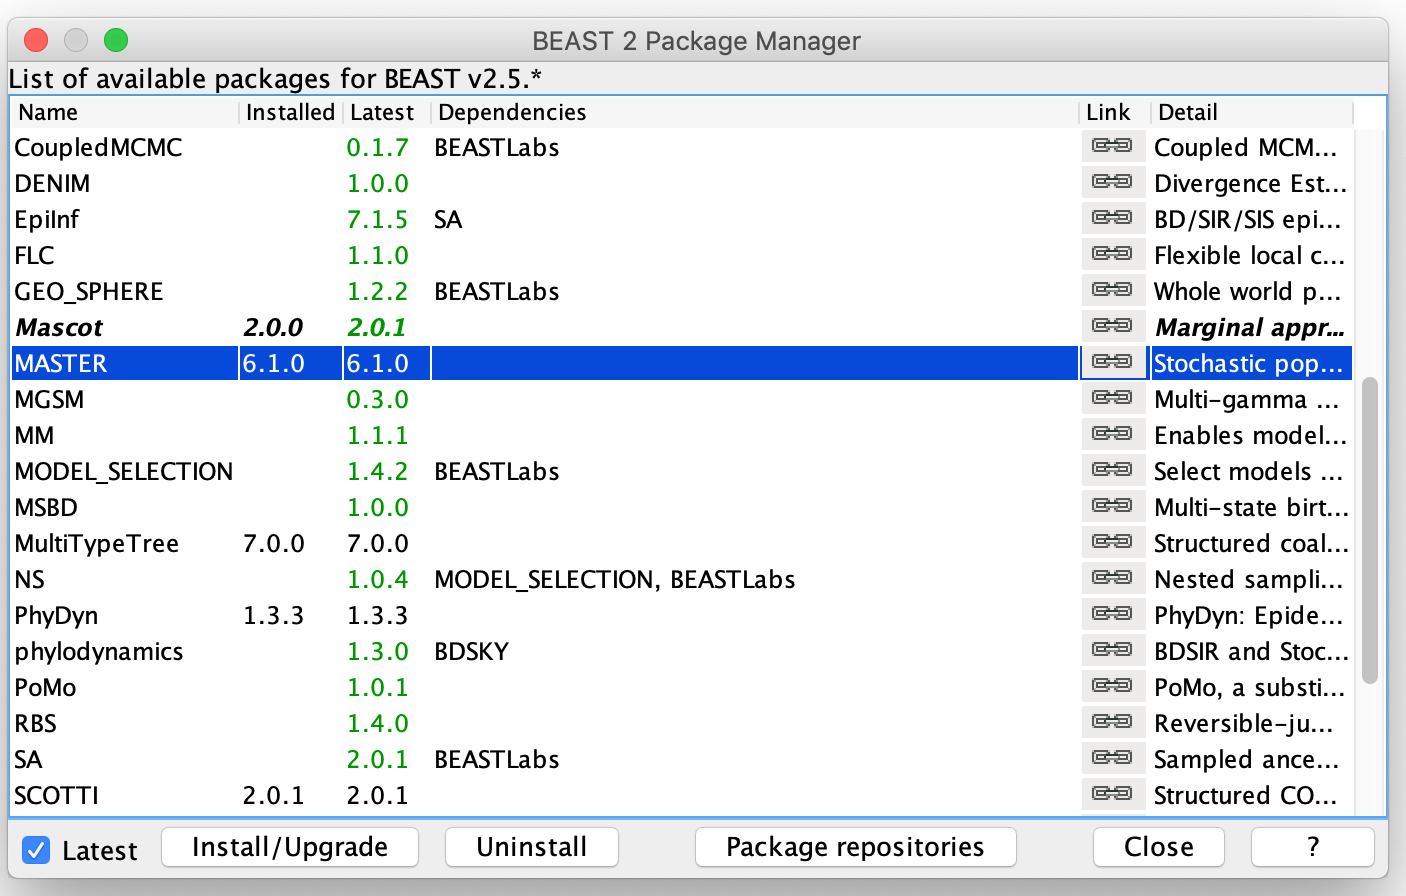 BEAST 2 Package Manager
List of available packages for BEAST v2.5.*
Name Installed Latest Dependencies Link Detail
CoupledMCMC 0.1.7 BEASTLabs Coupled MCM...
DENIM 1.0.0 Divergence Est...
EpiInf 7.1.5 SA BD/SIR/SIS epi...
FLC 1.1.0 Flexible local c...
GEO_SPHERE 1.2.2 BEASTLabs Whole world p...
Mascot 2.0.0 2.0.1 Marginal appr...
MASTER 6.1.0 6.1.0 Stochastic pop...
MGSM 0.3.0 Multi-gamma ...
MM 1.1.1 Enables model...
MODEL_SELECTION 1.4.2 BEASTLabs Select models ...
MSBD 1.0.0 Multi-state birt...
MultiTypeTree 7.0.0 7.0.0 Structured coal...
NS 1.0.4 MODEL_SELECTION, BEASTLabs Nested sampli...
PhyDyn 1.3.3 1.3.3 PhyDyn: Epide...
phylodynamics 1.3.0 BDSKY BDSIR and Stoc...
PoMo 1.0.1 PoMo, a substi...
RBS 1.4.0 Reversible-ju...
SA 2.0.1 BEASTLabs Sampled ance...
SCOTTI 2.0.1 2.0.1 Structured CO...
Latest Install/Upgrade Uninstall Package repositories Close ?